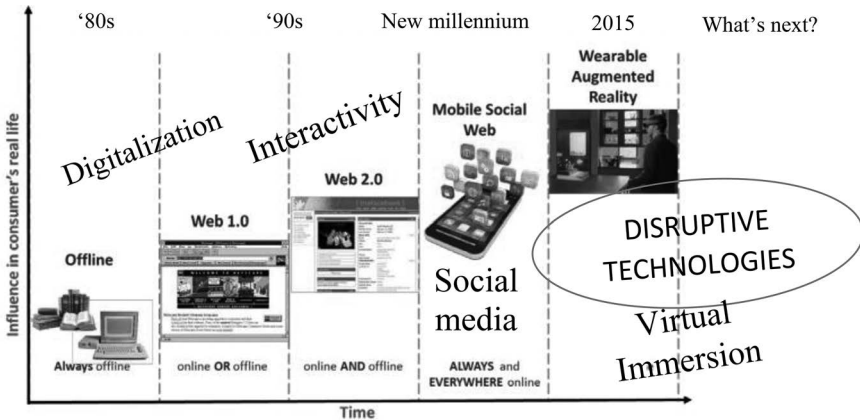 ‘80s
‘90s
New millennium
2015
What’s next?
Influence in consumer's real life
Digitalization
Interactivity
Mobile Social
Web
Wearable
Augmented
Reality
Offline
Web 1.0
Web 2.0
Social
media
DISRUPTIVE
TECHNOLOGIES
Virtual
Immersion
Always offline
online OR offline
online AND offline
ALWAYS and
EVERYWHERE online
Time